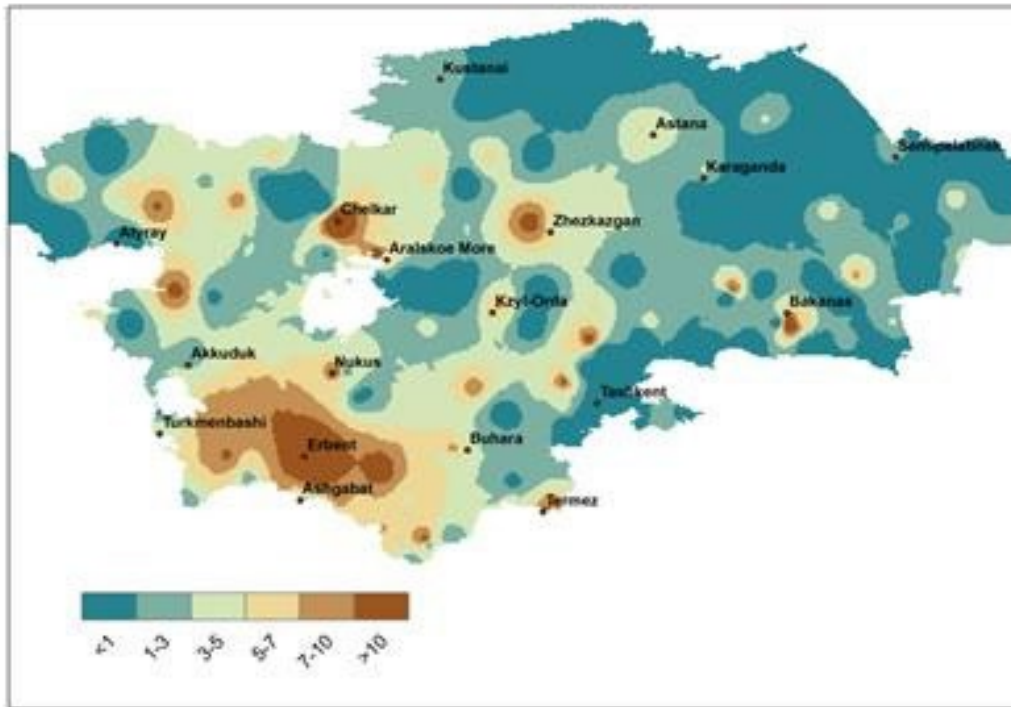 Kustanai
Astana
Semipalatinsk
Karaganda
Chelkar
Zhezkazgan
Atyray
Aralskoe More
Kzyl-Orda
Bakanas
Akkuduk
Nukus
Tashkent
Turkmenbashi
Erbent
Buhara
Ashgabat
Termez
<1
1-3
3-5
5-7
7-10
>10